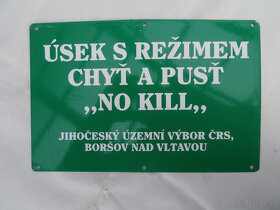 ÚSEK S REŽIMEM
CHYŤ A PUSŤ
,,NO KILL,,
JIHOČESKÝ ÚZEMNÍ VÝBOR ČRS,
BORŠOV NAD VLTAVOU